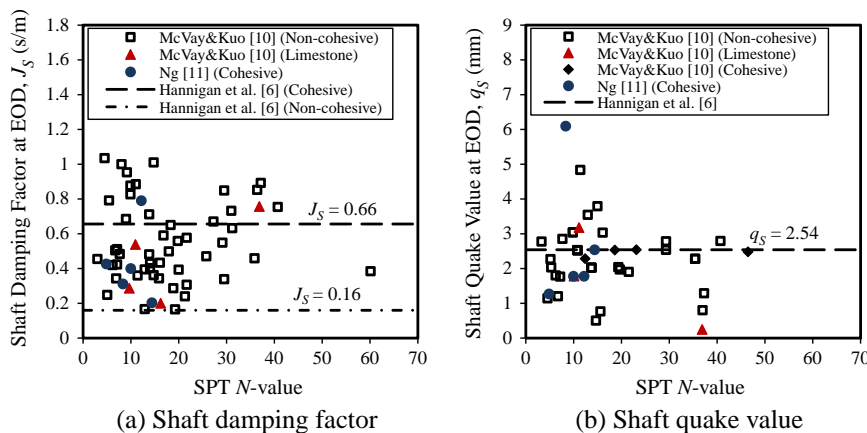 Shaft Damping Factor at EOD, J_S (s/m)
1.8
1.6
1.4
1.2
1
0.8
0.6
0.4
0.2
0
McVay&Kuo [10] (Non-cohesive)
McVay&Kuo [10] (Limestone)
Ng [11] (Cohesive)
Hannigan et al. [6] (Cohesive)
Hannigan et al. [6] (Non-cohesive)
J_S = 0.66
J_S = 0.16
0 10 20 30 40 50 60 70
SPT N-value
(a) Shaft damping factor
Shaft Quake Value at EOD, q_S (mm)
9
8
7
6
5
4
3
2
1
0
McVay&Kuo [10] (Non-cohesive)
McVay&Kuo [10] (Limestone)
McVay&Kuo [10] (Cohesive)
Ng [11] (Cohesive)
Hannigan et al. [6]
q_S = 2.54
0 10 20 30 40 50 60 70
SPT N-value
(b) Shaft quake value